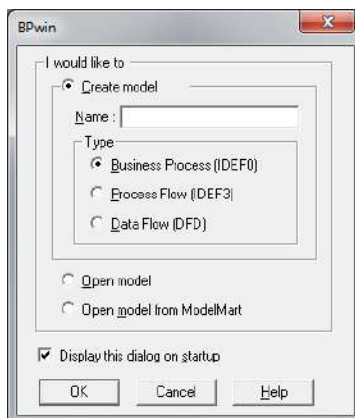 BPwin
I would like to
Create model
Name :
Type
Business Process (IDEF0)
Process Flow (IDEF3)
Data Flow (DFD)
Open model
Open model from ModelMart
Display this dialog on startup
OK Cancel Help